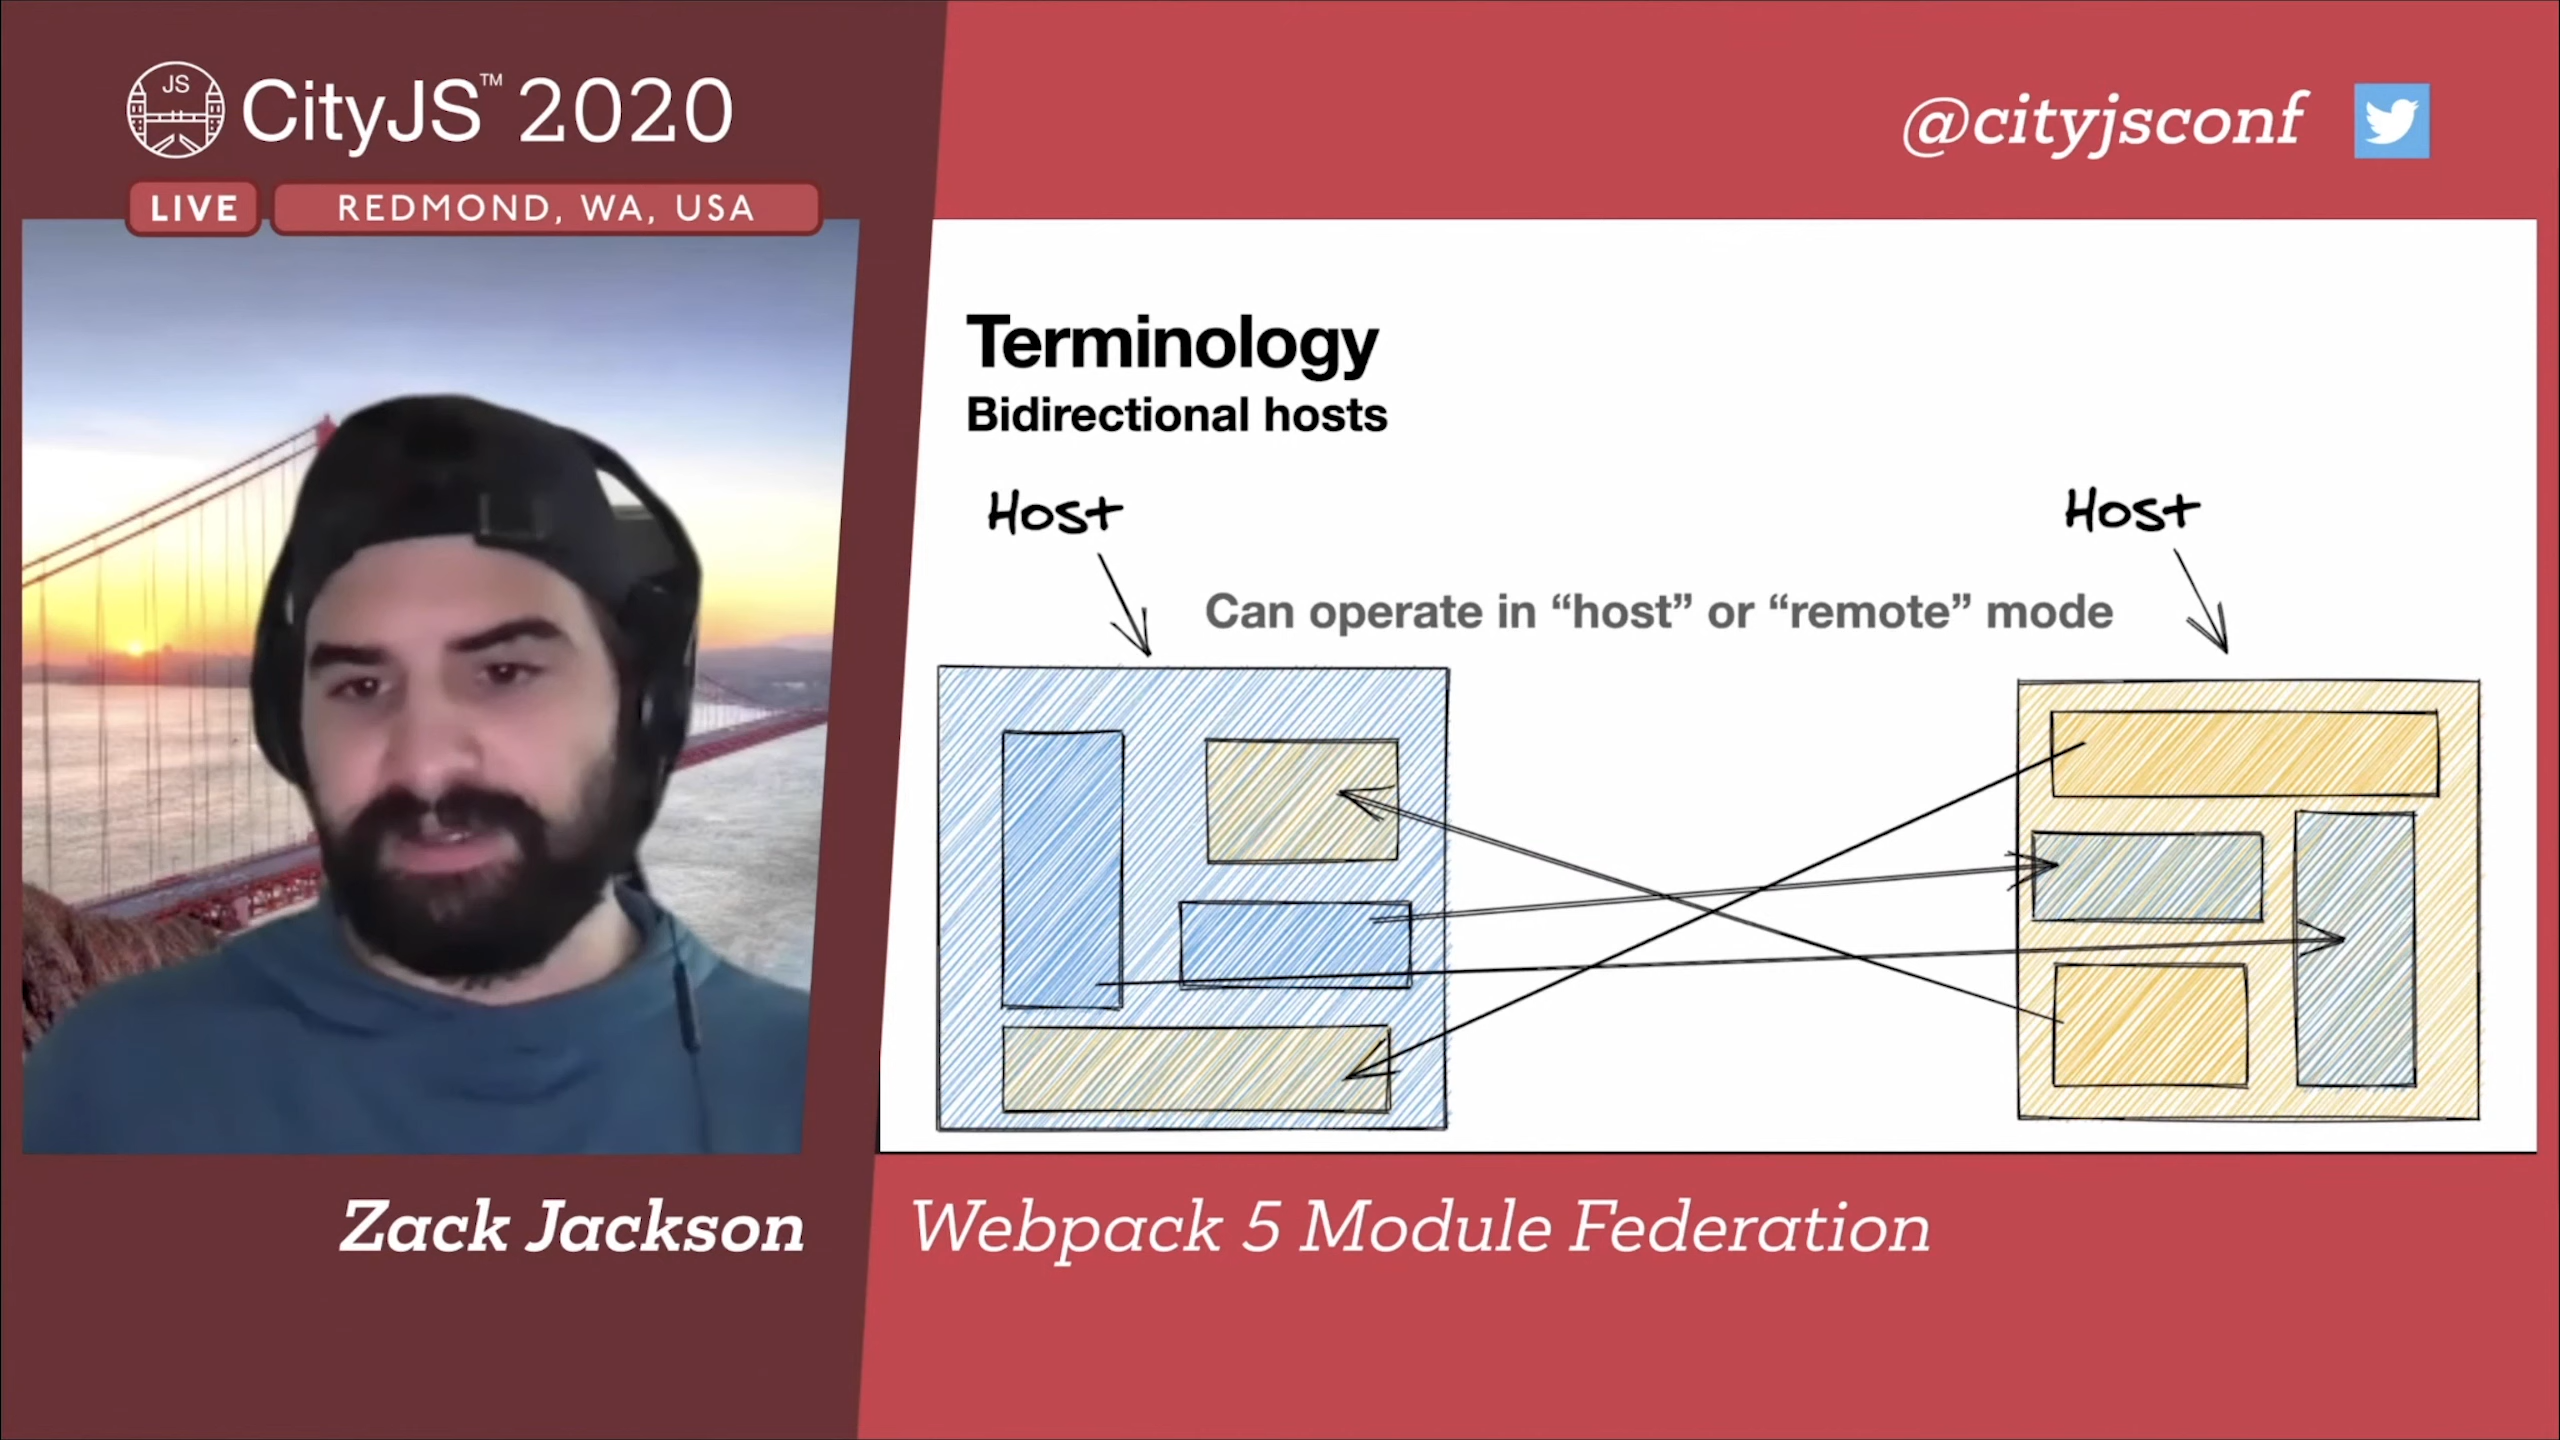 JS
CityJS™ 2020
LIVE
REDMOND, WA, USA
@cityjsconf
Terminology
Bidirectional hosts
Host
Host
Can operate in “host” or “remote” mode
Zack Jackson
Webpack 5 Module Federation